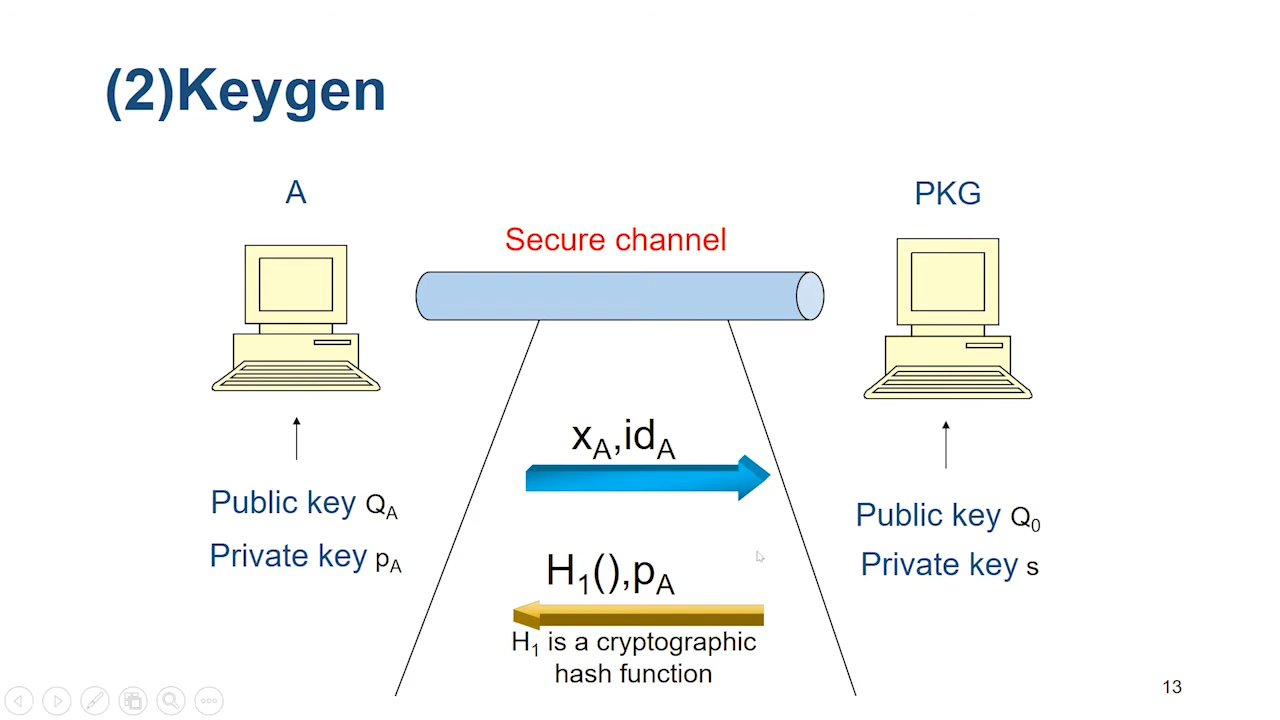 (2)Keygen
A
PKG
Secure channel
x_A,id_A
Public key Q_A
Private key p_A
Public key Q_0
Private key s
H_1(),p_A
H_1 is a cryptographic
hash function
13